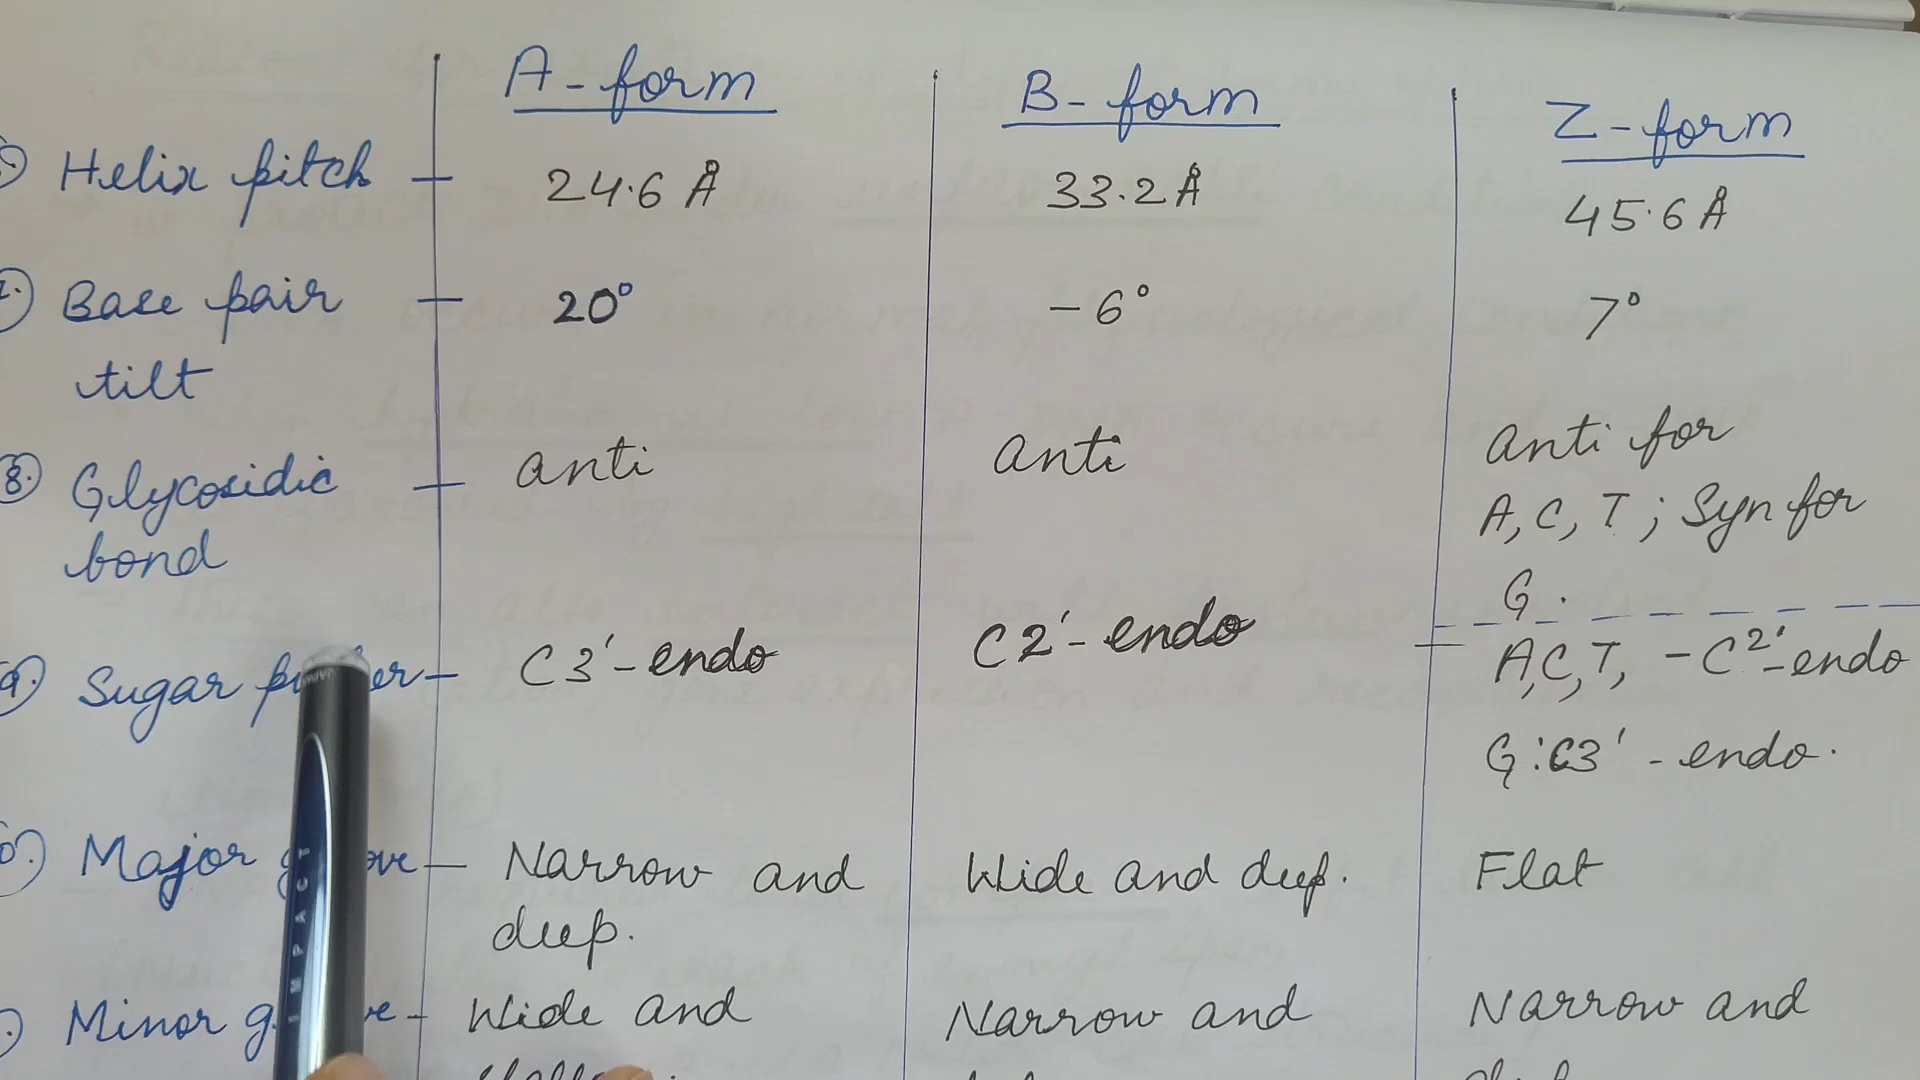 A-form B-form Z-form
Helix pitch 24.6 Å 33.2 Å 45.6 Å
Base pair 20° -6° 7°
tilt
8. Glycosidic anti anti anti for
bond A, C, T ; Syn for
G.
9. Sugar C3'-endo C2'-endo A,C,T, - C2'-endo
G : C3' - endo.
Major Narrow and Wide and deep. Flat
deep.
Minor Wide and Narrow and Narrow and
IMPACT